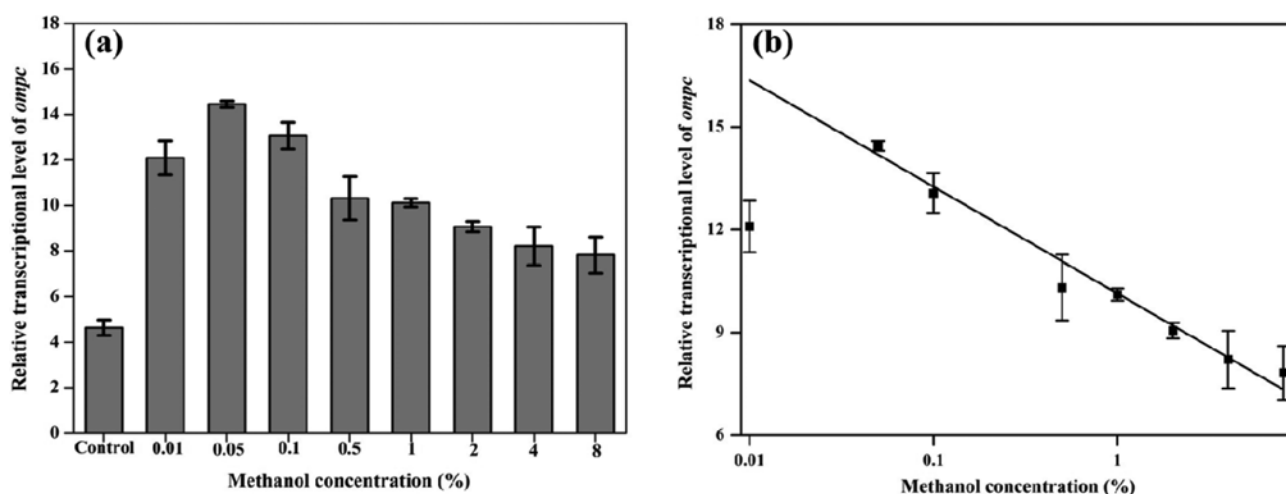 (a)
Relative transcriptional level of ompc
18
16
14
12
10
8
6
4
2
0
Control 0.01 0.05 0.1 0.5 1 2 4 8
Methanol concentration (%)
(b)
Relative transcriptional level of ompc
18
15
12
9
6
0.01 0.1 1
Methanol concentration (%)